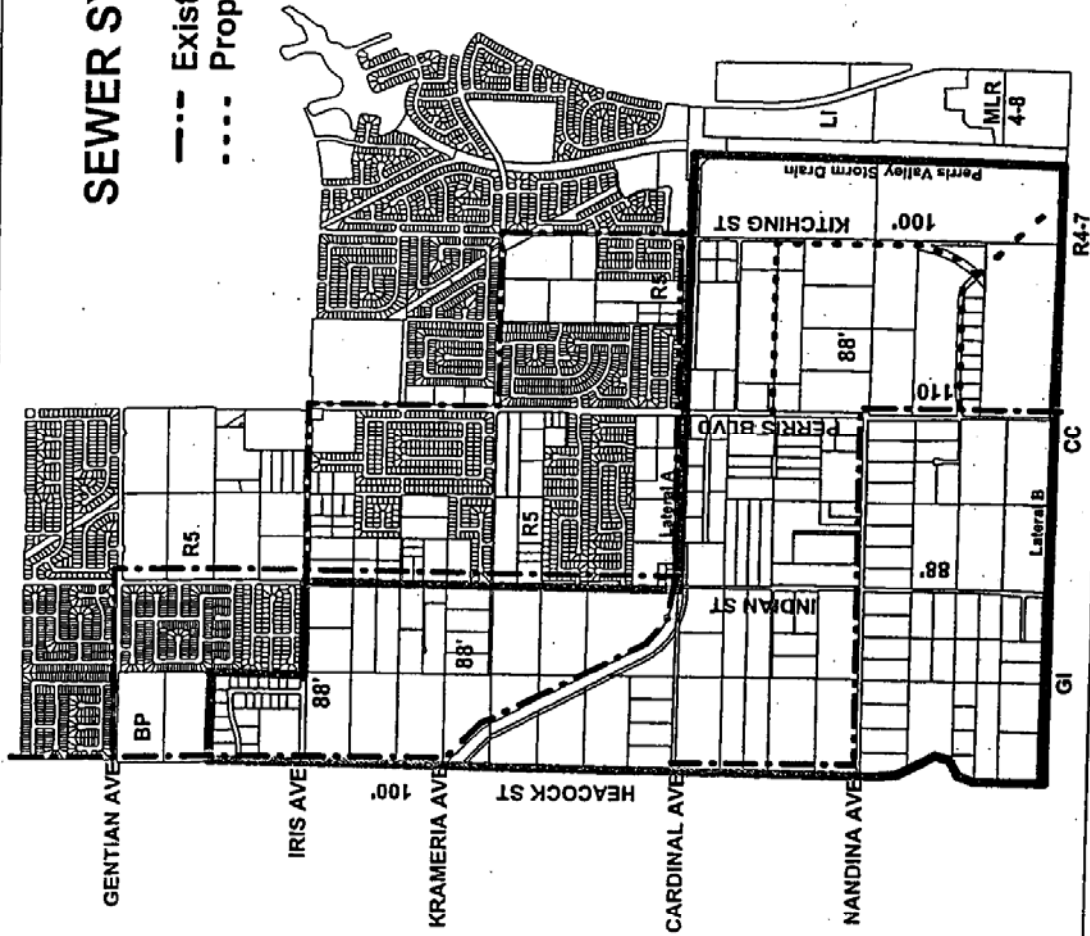 SEWER SY
Exist
Prop
GENTIAN AVE
R5
BP
IRIS AVE
88'
KRAMERIA AVE
88'
100'
HEACOCK ST
R5
R5
Lateral A
CARDINAL AVE
PERRIS BLVD
INDIAN ST
KITCHING ST
100'
Perris Valley Storm Drain
LI
MLR
4-8
88'
110'
NANDINA AVE
88'
Lateral B
GI
CC
R4-7